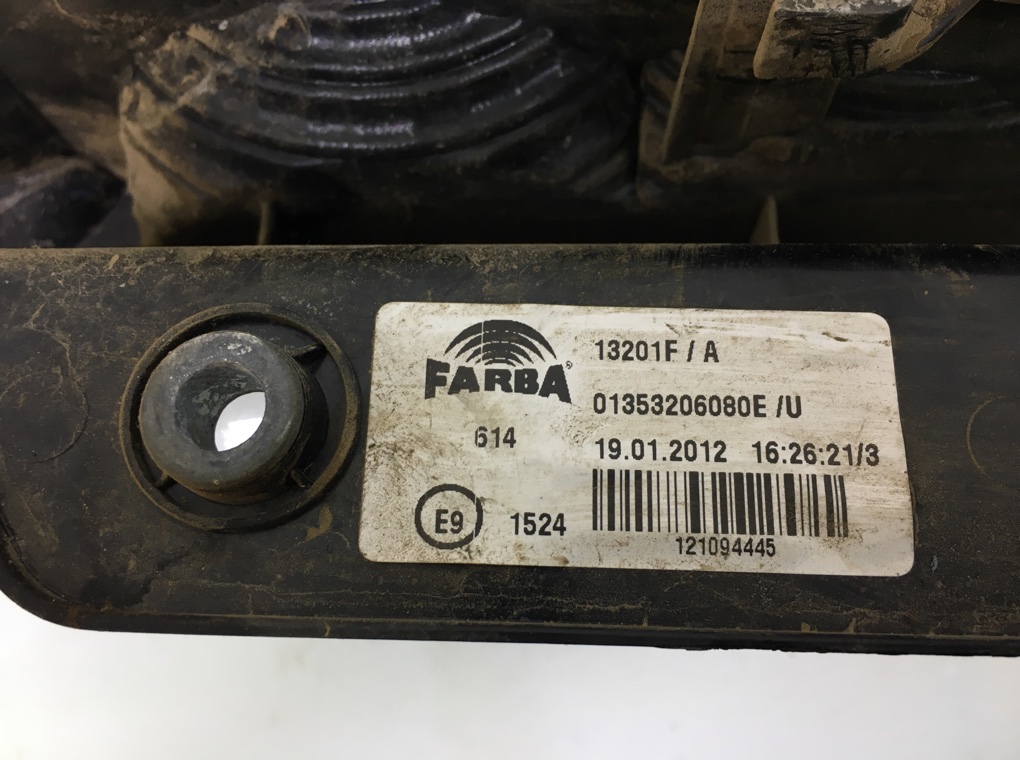 FARBA®
13201F / A
01353206080E /U
614
19.01.2012 16:26:21/3
E9 1524
121094445